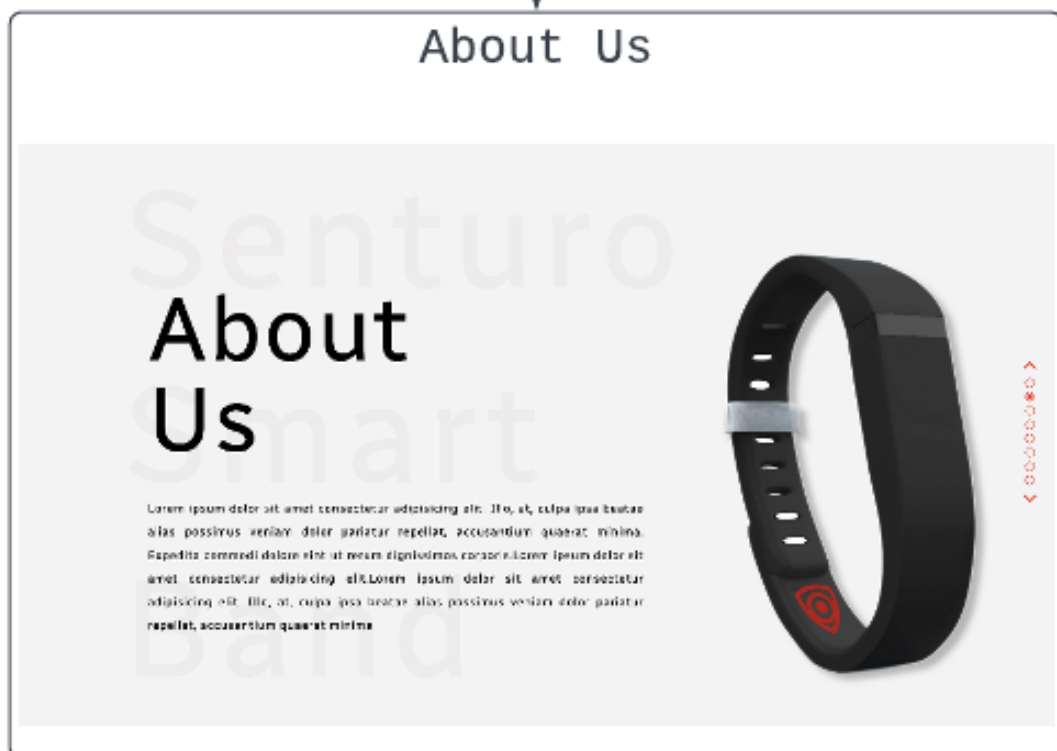 About Us
Senturo
About
Us
Smart
Lorem ipsum dolor sit amet consectetur adipisicing elit. Illo, at, culpa ipsa beatae
alias possimus veniam dolor pariatur repellat, accusantium quaerat minima.
Expedita commodi dolore sint ut rerum dignissimos corporis.Lorem ipsum dolor sit
amet consectetur adipisicing elit.Lorem ipsum dolor sit amet consectetur
adipisicing elit. Illo, at, culpa ipsa beatae alias possimus veniam dolor pariatur
repellat, accusantium quaerat minima
Band